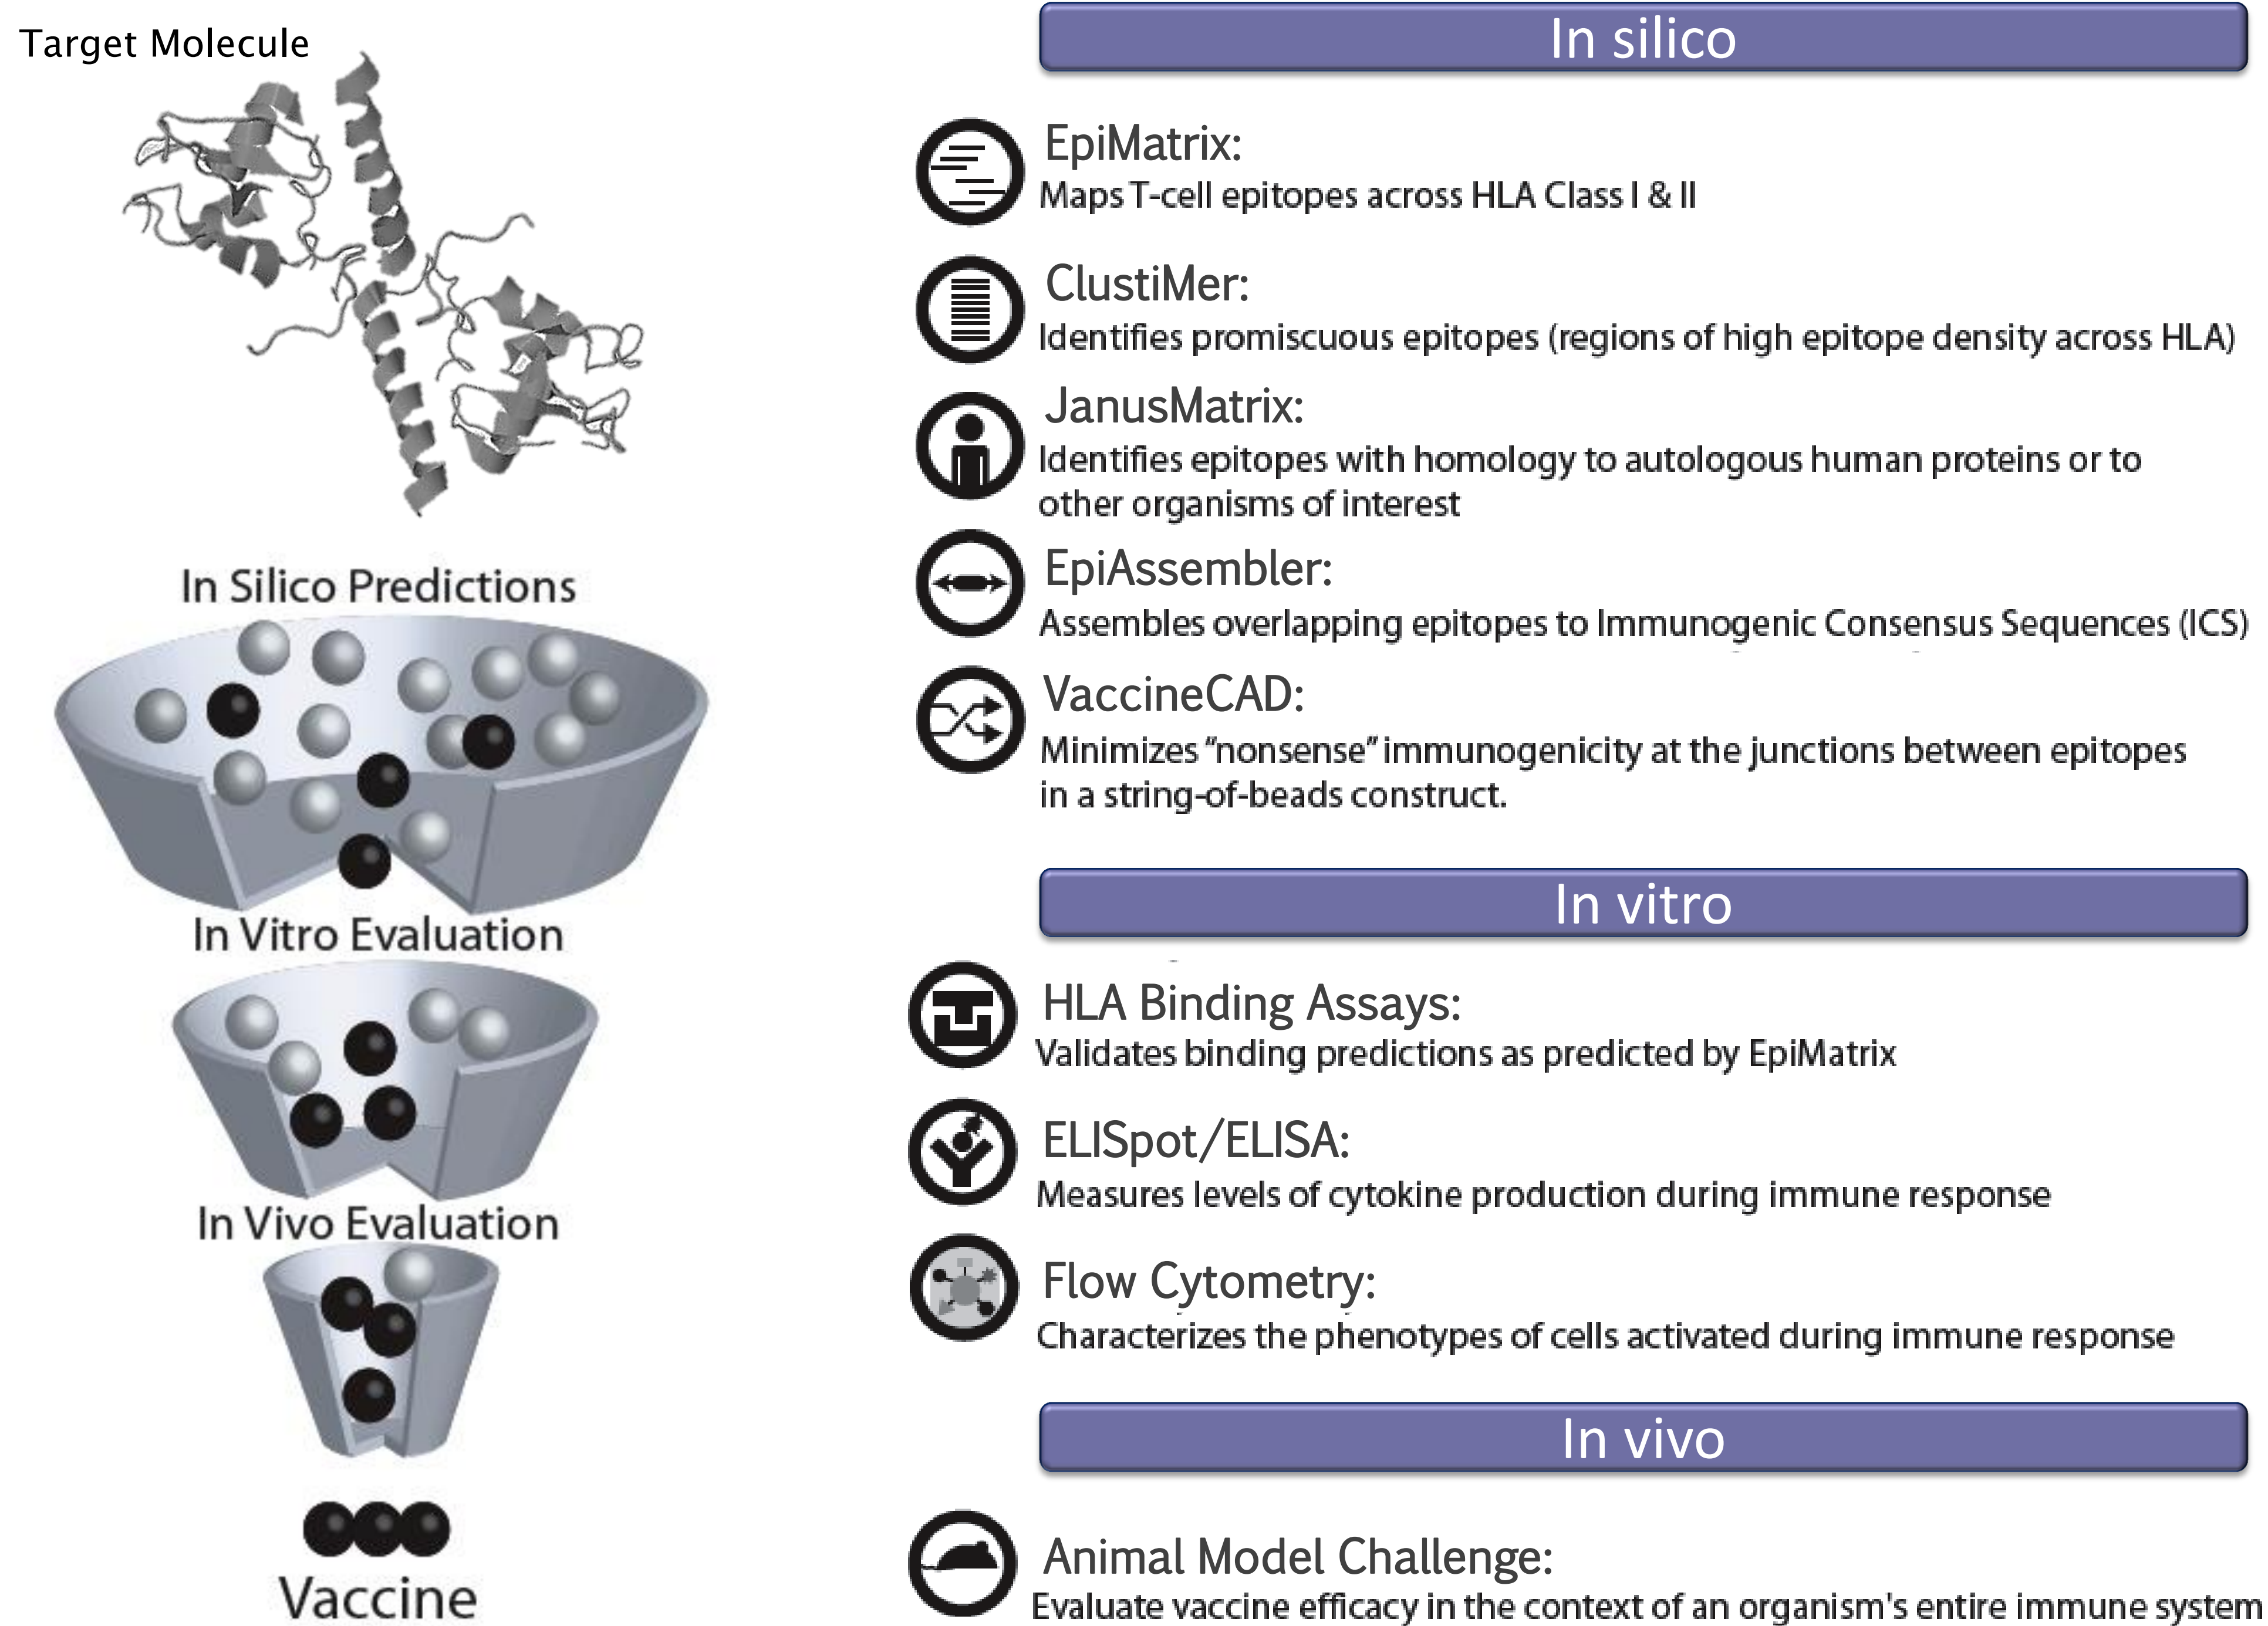 Target Molecule
In Silico Predictions
In Vitro Evaluation
In Vivo Evaluation
Vaccine
In silico
EpiMatrix:
Maps T-cell epitopes across HLA Class I & II
ClustiMer:
Identifies promiscuous epitopes (regions of high epitope density across HLA)
JanusMatrix:
Identifies epitopes with homology to autologous human proteins or to
other organisms of interest
EpiAssembler:
Assembles overlapping epitopes to Immunogenic Consensus Sequences (ICS)
VaccineCAD:
Minimizes “nonsense” immunogenicity at the junctions between epitopes
in a string-of-beads construct.
In vitro
HLA Binding Assays:
Validates binding predictions as predicted by EpiMatrix
ELISpot/ELISA:
Measures levels of cytokine production during immune response
Flow Cytometry:
Characterizes the phenotypes of cells activated during immune response
In vivo
Animal Model Challenge:
Evaluate vaccine efficacy in the context of an organism's entire immune system